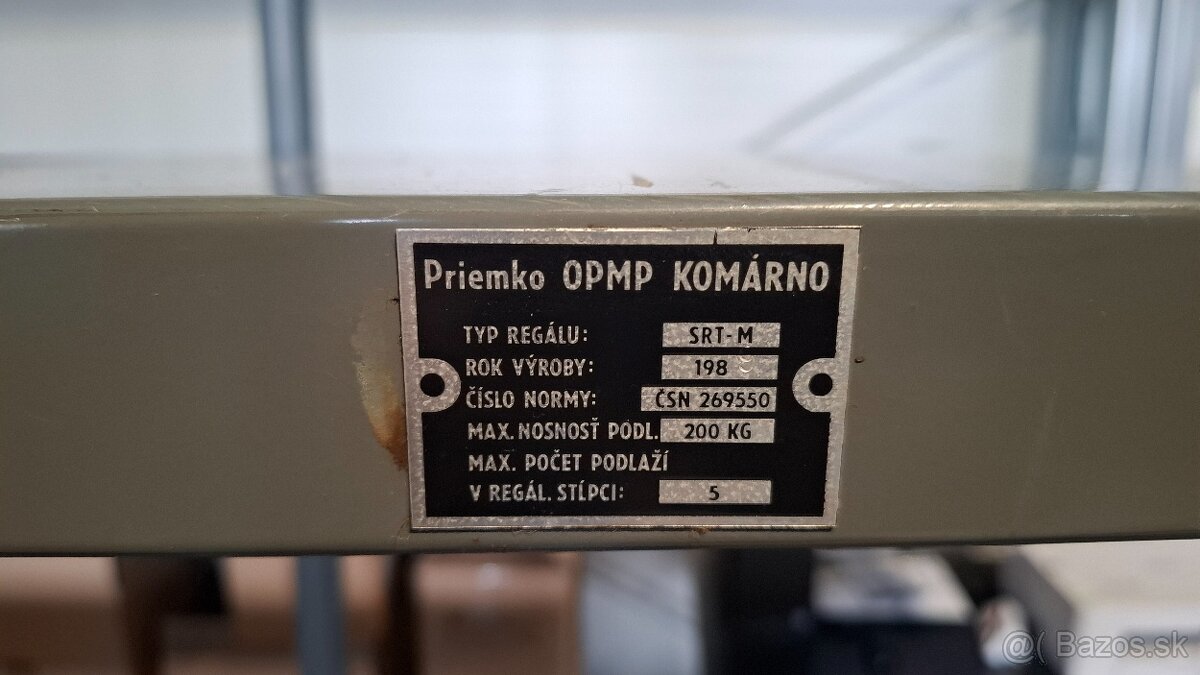 Priemko OPMP KOMÁRNO
TYP REGÁLU: SRT-M
ROK VÝROBY: 198
ČÍSLO NORMY: ČSN 269550
MAX. NOSNOSŤ PODL. 200 KG
MAX. POČET PODLAŽÍ
V REGÁL. STĹPCI: 5
@( Bazos.sk